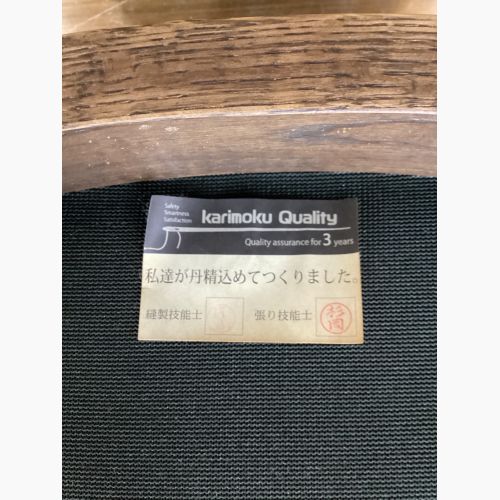 Safety
Smartness
Satisfaction
karimoku Quality
Quality assurance for 3 years
私達が丹精込めてつくりました。
縫製技能士 張り技能士